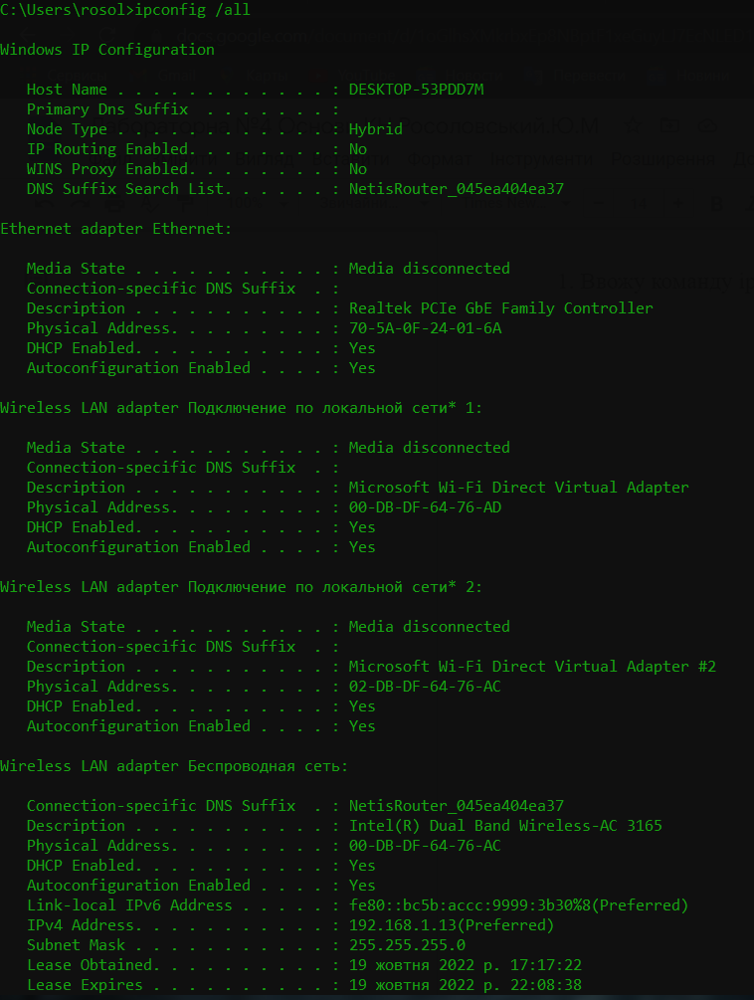 C:\Users\rosol>ipconfig /all
Windows IP Configuration
Host Name . . . . . . . . . . . . : DESKTOP-53PDD7M
Primary Dns Suffix  . . . . . . . :
Node Type . . . . . . . . . . . . : Hybrid
IP Routing Enabled. . . . . . . . : No
WINS Proxy Enabled. . . . . . . . : No
DNS Suffix Search List. . . . . . : NetisRouter_045ea404ea37
Ethernet adapter Ethernet:
Media State . . . . . . . . . . . : Media disconnected
Connection-specific DNS Suffix  . :
Description . . . . . . . . . . . : Realtek PCIe GbE Family Controller
Physical Address. . . . . . . . . : 70-5A-0F-24-01-6A
DHCP Enabled. . . . . . . . . . . : Yes
Autoconfiguration Enabled . . . . : Yes
Wireless LAN adapter Подключение по локальной сети* 1:
Media State . . . . . . . . . . . : Media disconnected
Connection-specific DNS Suffix  . :
Description . . . . . . . . . . . : Microsoft Wi-Fi Direct Virtual Adapter
Physical Address. . . . . . . . . : 00-DB-DF-64-76-AD
DHCP Enabled. . . . . . . . . . . : Yes
Autoconfiguration Enabled . . . . : Yes
Wireless LAN adapter Подключение по локальной сети* 2:
Media State . . . . . . . . . . . : Media disconnected
Connection-specific DNS Suffix  . :
Description . . . . . . . . . . . : Microsoft Wi-Fi Direct Virtual Adapter #2
Physical Address. . . . . . . . . : 02-DB-DF-64-76-AC
DHCP Enabled. . . . . . . . . . . : Yes
Autoconfiguration Enabled . . . . : Yes
Wireless LAN adapter Беспроводная сеть:
Connection-specific DNS Suffix  . : NetisRouter_045ea404ea37
Description . . . . . . . . . . . : Intel(R) Dual Band Wireless-AC 3165
Physical Address. . . . . . . . . : 00-DB-DF-64-76-AC
DHCP Enabled. . . . . . . . . . . : Yes
Autoconfiguration Enabled . . . . : Yes
Link-local IPv6 Address . . . . . : fe80::bc5b:accc:9999:3b30%8(Preferred)
IPv4 Address. . . . . . . . . . . : 192.168.1.13(Preferred)
Subnet Mask . . . . . . . . . . . : 255.255.255.0
Lease Obtained. . . . . . . . . . : 19 жовтня 2022 р. 17:17:22
Lease Expires . . . . . . . . . . : 19 жовтня 2022 р. 22:08:38